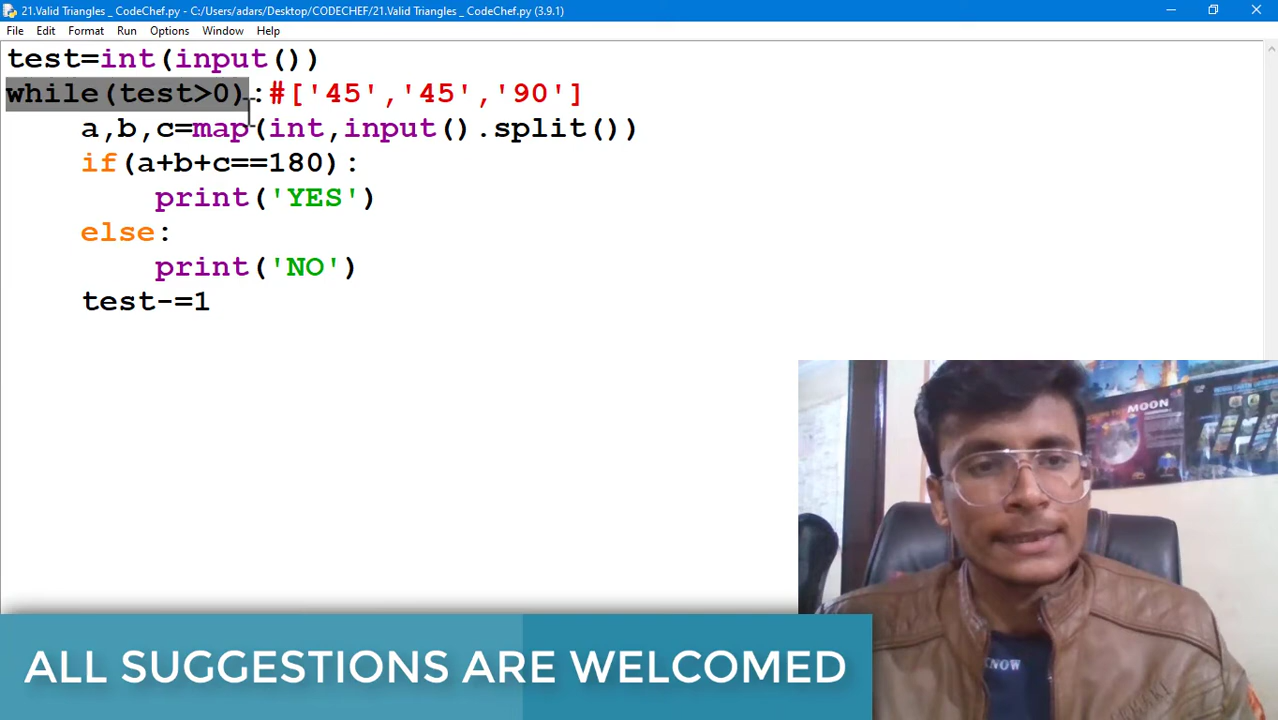 21.Valid Triangles _ CodeChef.py - C:/Users/adars/Desktop/CODECHEF/21.Valid Triangles _ CodeChef.py (3.9.1)
File Edit Format Run Options Window Help
test=int(input())
while(test>0):#['45','45','90']
    a,b,c=map(int,input().split())
    if(a+b+c==180):
        print('YES')
    else:
        print('NO')
    test-=1
MOON
KNOW
ALL SUGGESTIONS ARE WELCOMED